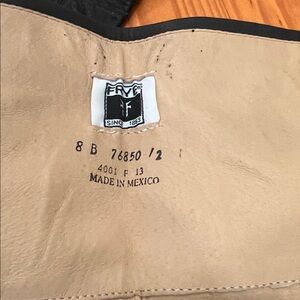 FRYE
F
SINCE 1863
8 B 76850 /2
4001 F 13
MADE IN MEXICO